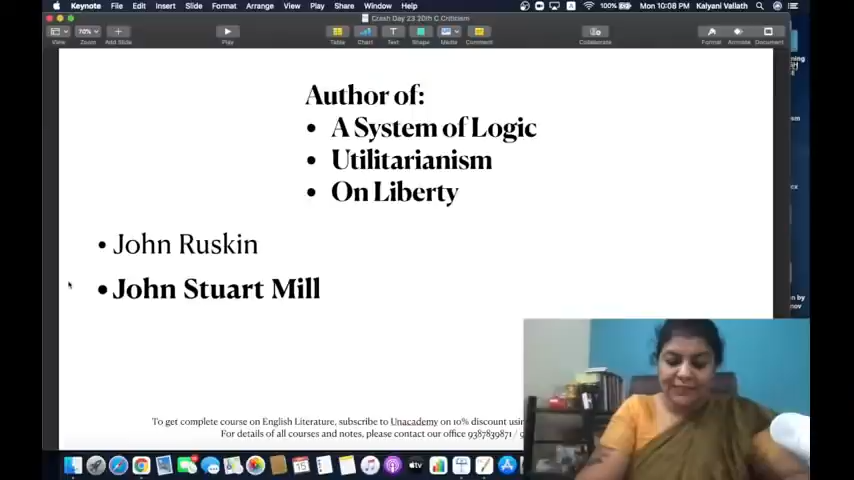 Keynote File Edit Insert Slide Format Arrange View Play Share Window Help 100% Mon 10:08 PM Kalyani Vallath
Crash Day 23 20th C Criticism
70%
View Zoom Add Slide Play Table Chart Text Shape Media Comment Collaborate Format Animate Document
Author of:
• A System of Logic
• Utilitarianism
• On Liberty
• John Ruskin
• John Stuart Mill
To get complete course on English Literature, subscribe to Unacademy on 10% discount
For details of all courses and notes, please contact our office 9387839871 /
15